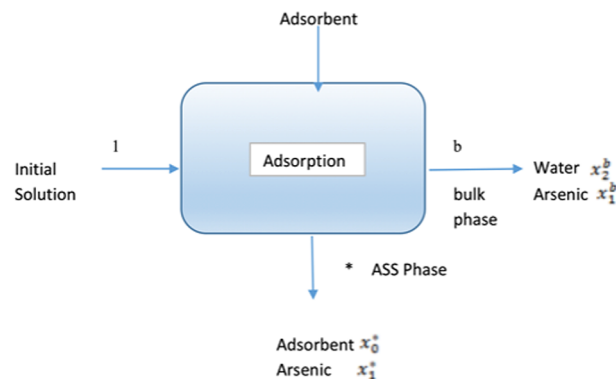 Adsorbent
1
Initial
Solution
Adsorption
b
bulk
phase
Water x₂ᵇ
Arsenic x₁ᵇ
* ASS Phase
Adsorbent x₀*
Arsenic x₁*